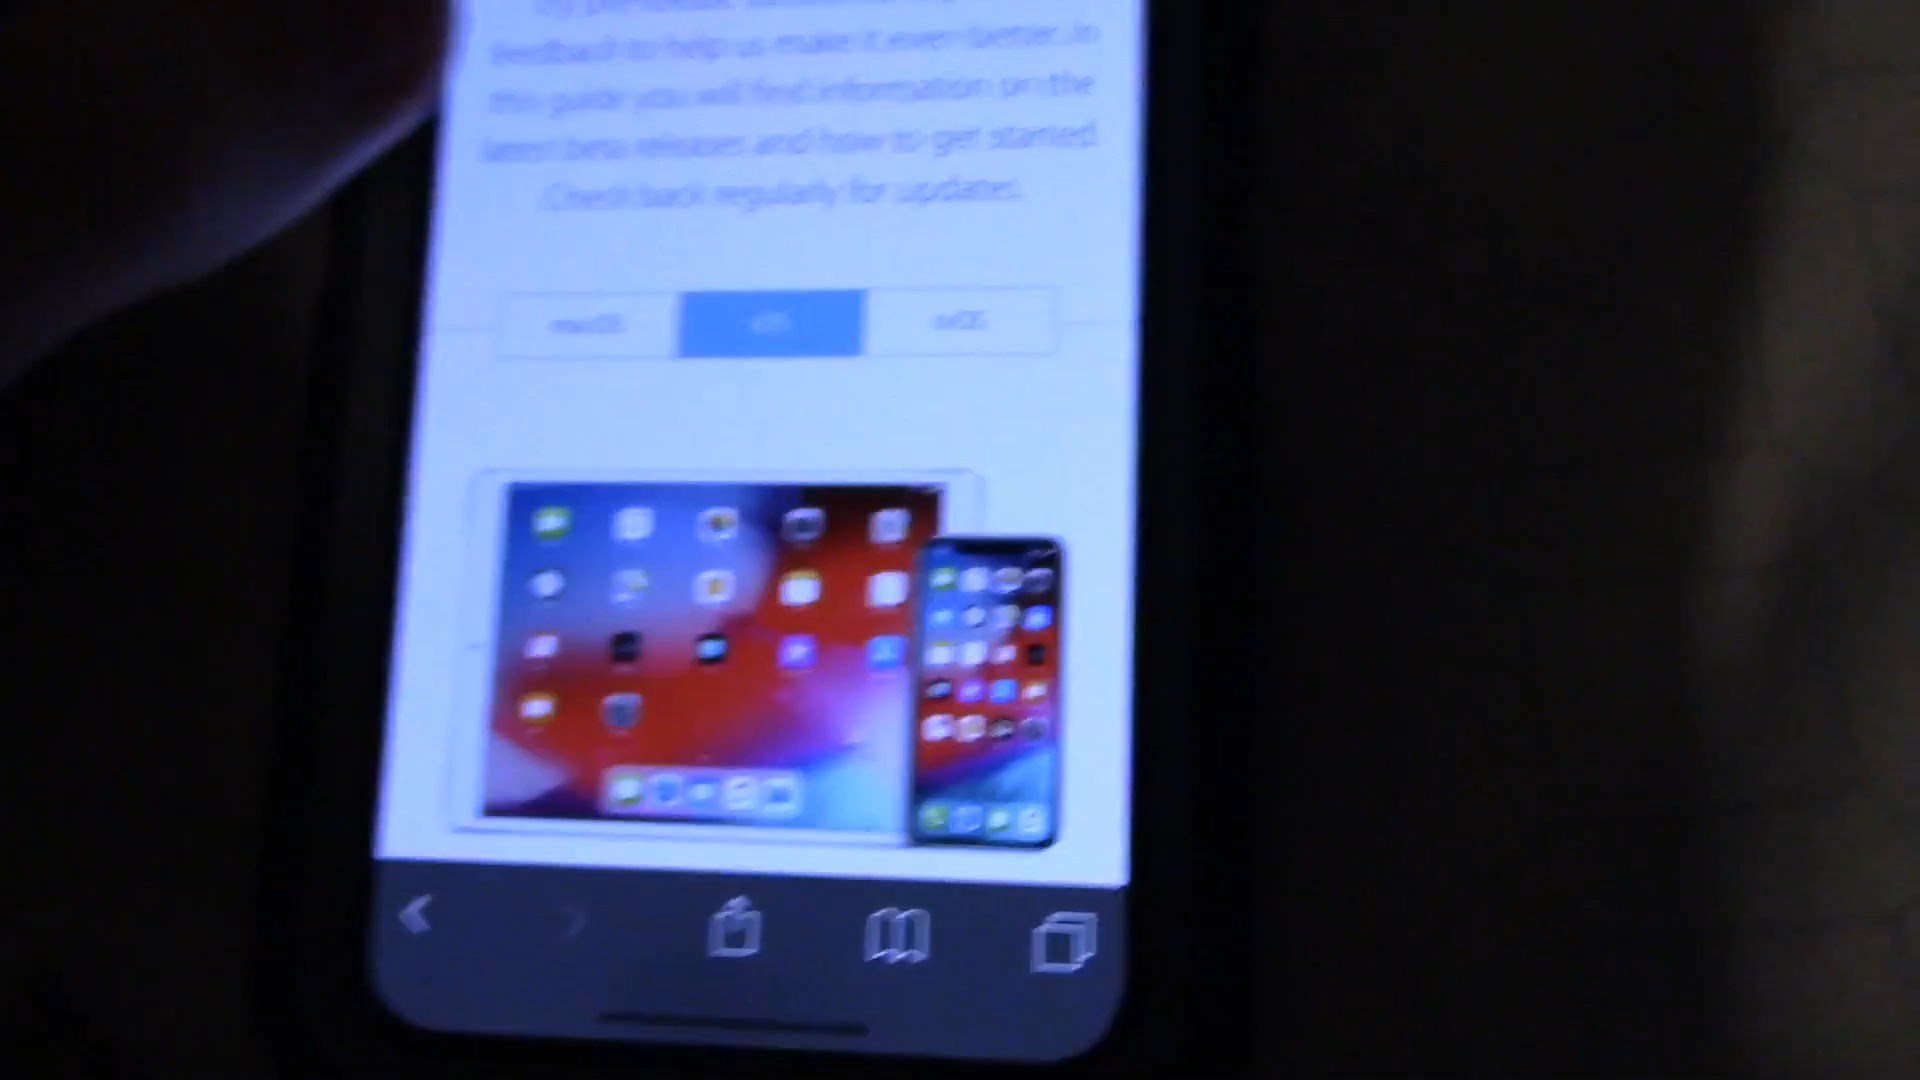 feedback to help us make it even better. In
this guide you will find information on the
latest beta releases and how to get started.
Check back regularly for updates.
macOS iOS tvOS